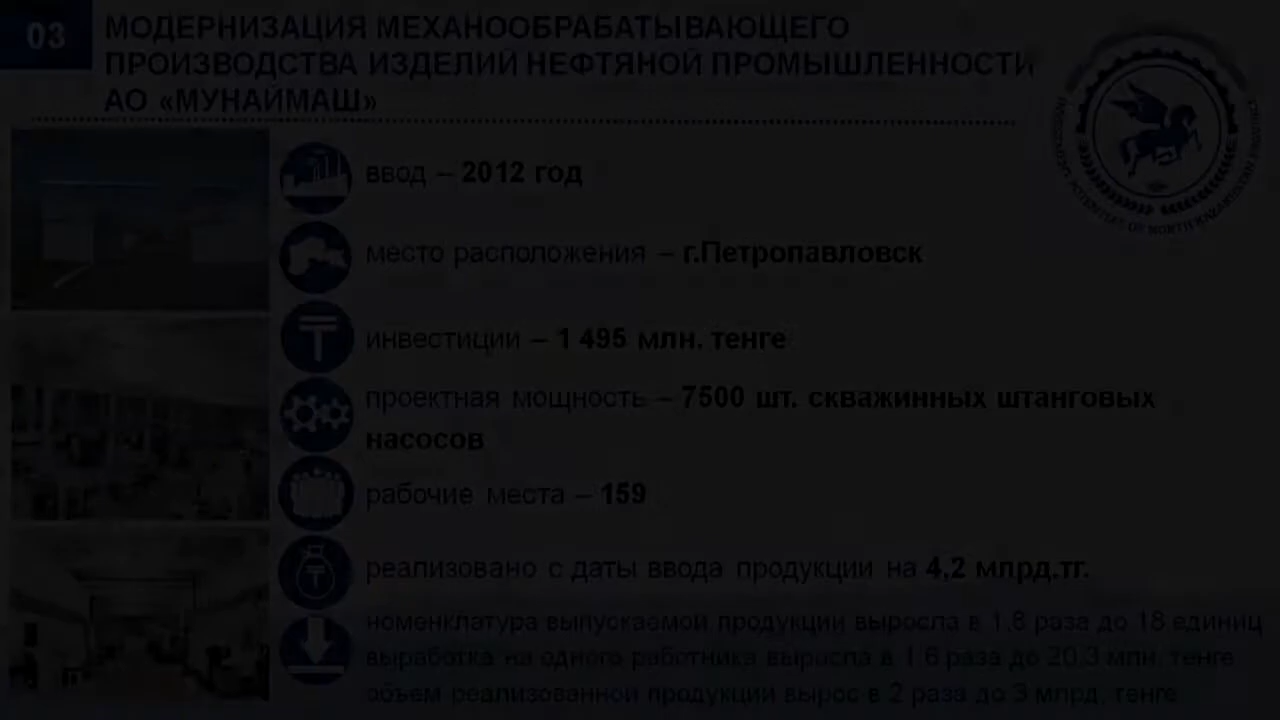 03
МОДЕРНИЗАЦИЯ МЕХАНООБРАБАТЫВАЮЩЕГО
ПРОИЗВОДСТВА ИЗДЕЛИЙ НЕФТЯНОЙ ПРОМЫШЛЕННОСТИ
АО «МУНАЙМАШ»
ввод – 2012 год
место расположения – г.Петропавловск
инвестиции – 1 495 млн. тенге
проектная мощность – 7500 шт. скважинных штанговых
насосов
рабочие места – 159
реализовано с даты ввода продукции на 4,2 млрд.тг.
номенклатура выпускаемой продукции выросла в 1,8 раза до 18 единиц
выработка на одного работника выросла в 1,6 раза до 20,3 млн. тенге
объем реализованной продукции вырос в 2 раза до 3 млрд. тенге